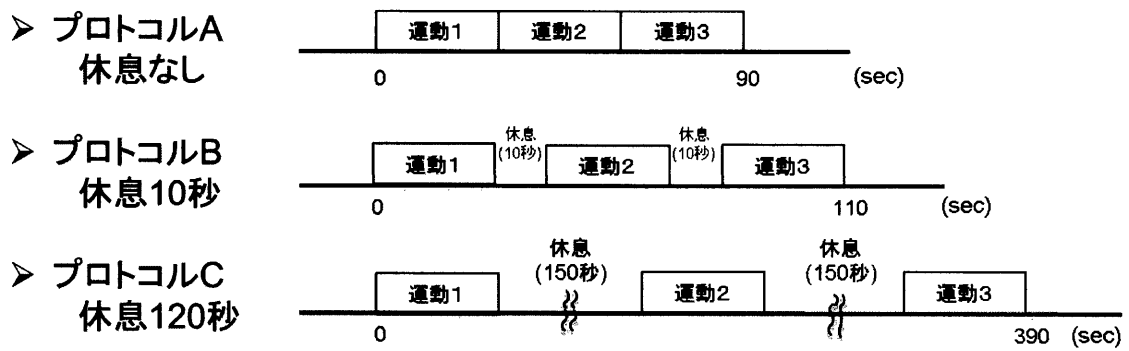 ➢ プロトコルA
休息なし
運動1 運動2 運動3
0 90 (sec)
➢ プロトコルB
休息10秒
休息 休息
(10秒) (10秒)
運動1 運動2 運動3
0 110 (sec)
➢ プロトコルC
休息120秒
休息 休息
(150秒) (150秒)
運動1 運動2 運動3
0 390 (sec)